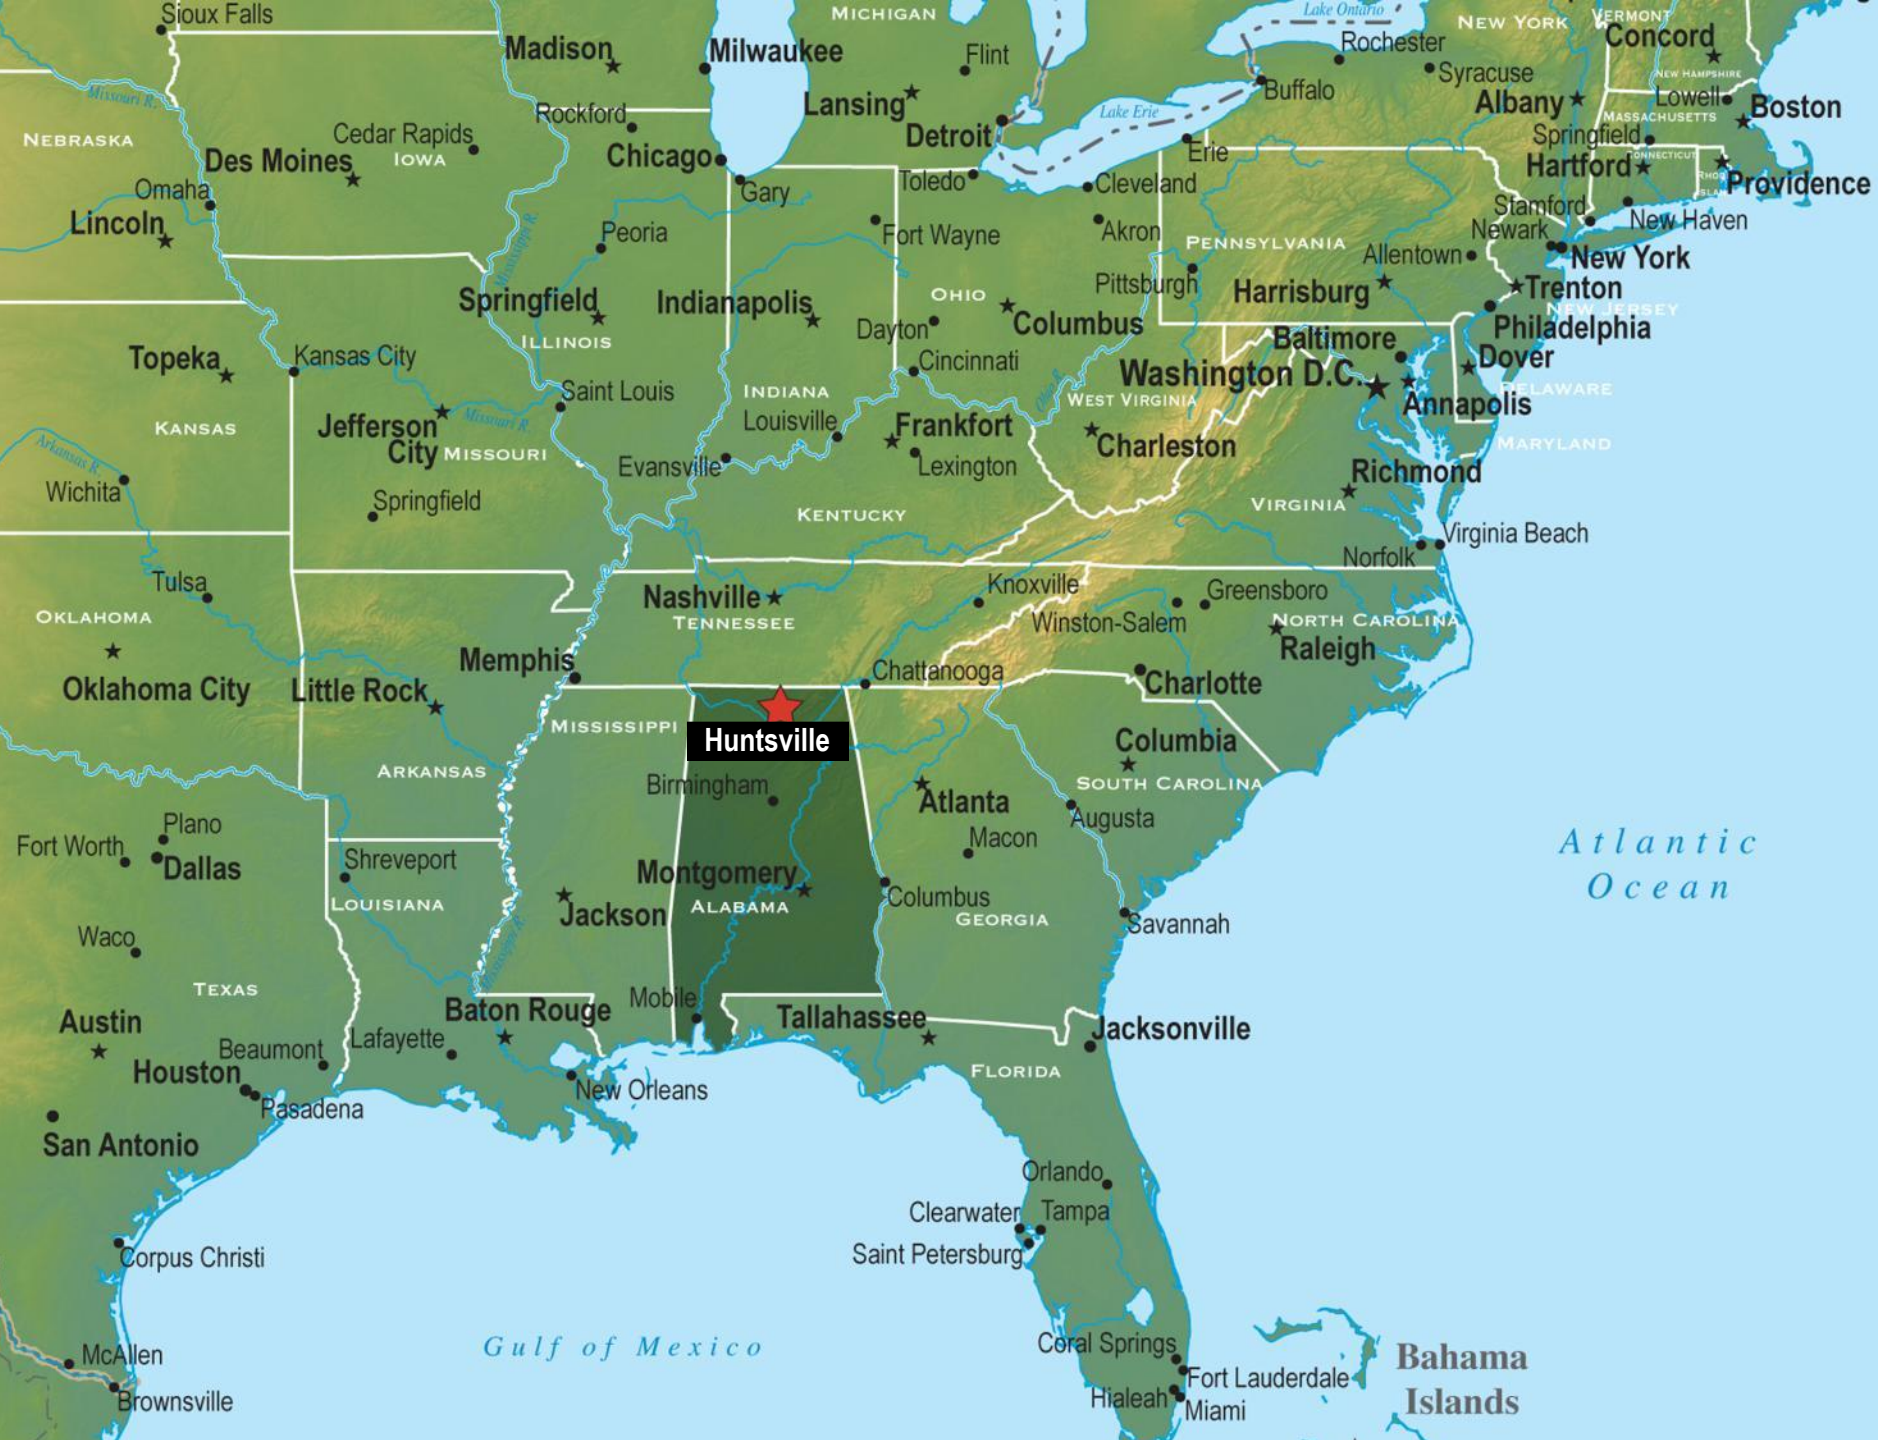 Sioux Falls
MICHIGAN
Lake Ontario
NEW YORK
VERMONT
Concord
Madison
Milwaukee
Flint
Rochester
Syracuse
NEW HAMPSHIRE
Missouri R.
Rockford
Lansing
Lake Erie
Buffalo
Albany
Lowell
Boston
MASSACHUSETTS
NEBRASKA
Cedar Rapids
Detroit
Springfield
IOWA
Des Moines
Chicago
Erie
Hartford
CONNECTICUT
Omaha
Gary
Toledo
Cleveland
RHODE
ISLAND
Providence
Lincoln
Mississippi R.
Peoria
Fort Wayne
Akron
PENNSYLVANIA
Stamford
New Haven
Newark
Allentown
New York
Pittsburgh
Harrisburg
Trenton
Springfield
Indianapolis
OHIO
Columbus
NEW JERSEY
Dayton
Philadelphia
ILLINOIS
Baltimore
Topeka
Kansas City
Cincinnati
Dover
Washington D.C.
Saint Louis
INDIANA
Ohio R.
WEST VIRGINIA
DELAWARE
Annapolis
KANSAS
Jefferson
City
Missouri R.
MISSOURI
Louisville
Frankfort
Charleston
MARYLAND
Arkansas R.
Evansville
Lexington
Richmond
Wichita
Springfield
KENTUCKY
VIRGINIA
Virginia Beach
Norfolk
Tulsa
Nashville
Knoxville
Greensboro
OKLAHOMA
TENNESSEE
Winston-Salem
NORTH CAROLINA
Raleigh
Memphis
Chattanooga
Oklahoma City
Little Rock
Charlotte
MISSISSIPPI
Huntsville
Columbia
ARKANSAS
Birmingham
SOUTH CAROLINA
Atlanta
Augusta
Plano
Macon
Fort Worth
Dallas
Shreveport
Atlantic
Ocean
Montgomery
LOUISIANA
Jackson
ALABAMA
Columbus
GEORGIA
Savannah
Waco
Mississippi R.
TEXAS
Mobile
Baton Rouge
Tallahassee
Austin
Jacksonville
Lafayette
Beaumont
Houston
FLORIDA
New Orleans
Pasadena
San Antonio
Orlando
Clearwater
Tampa
Saint Petersburg
Corpus Christi
Gulf of Mexico
Coral Springs
McAllen
Bahama
Islands
Fort Lauderdale
Hialeah
Miami
Brownsville